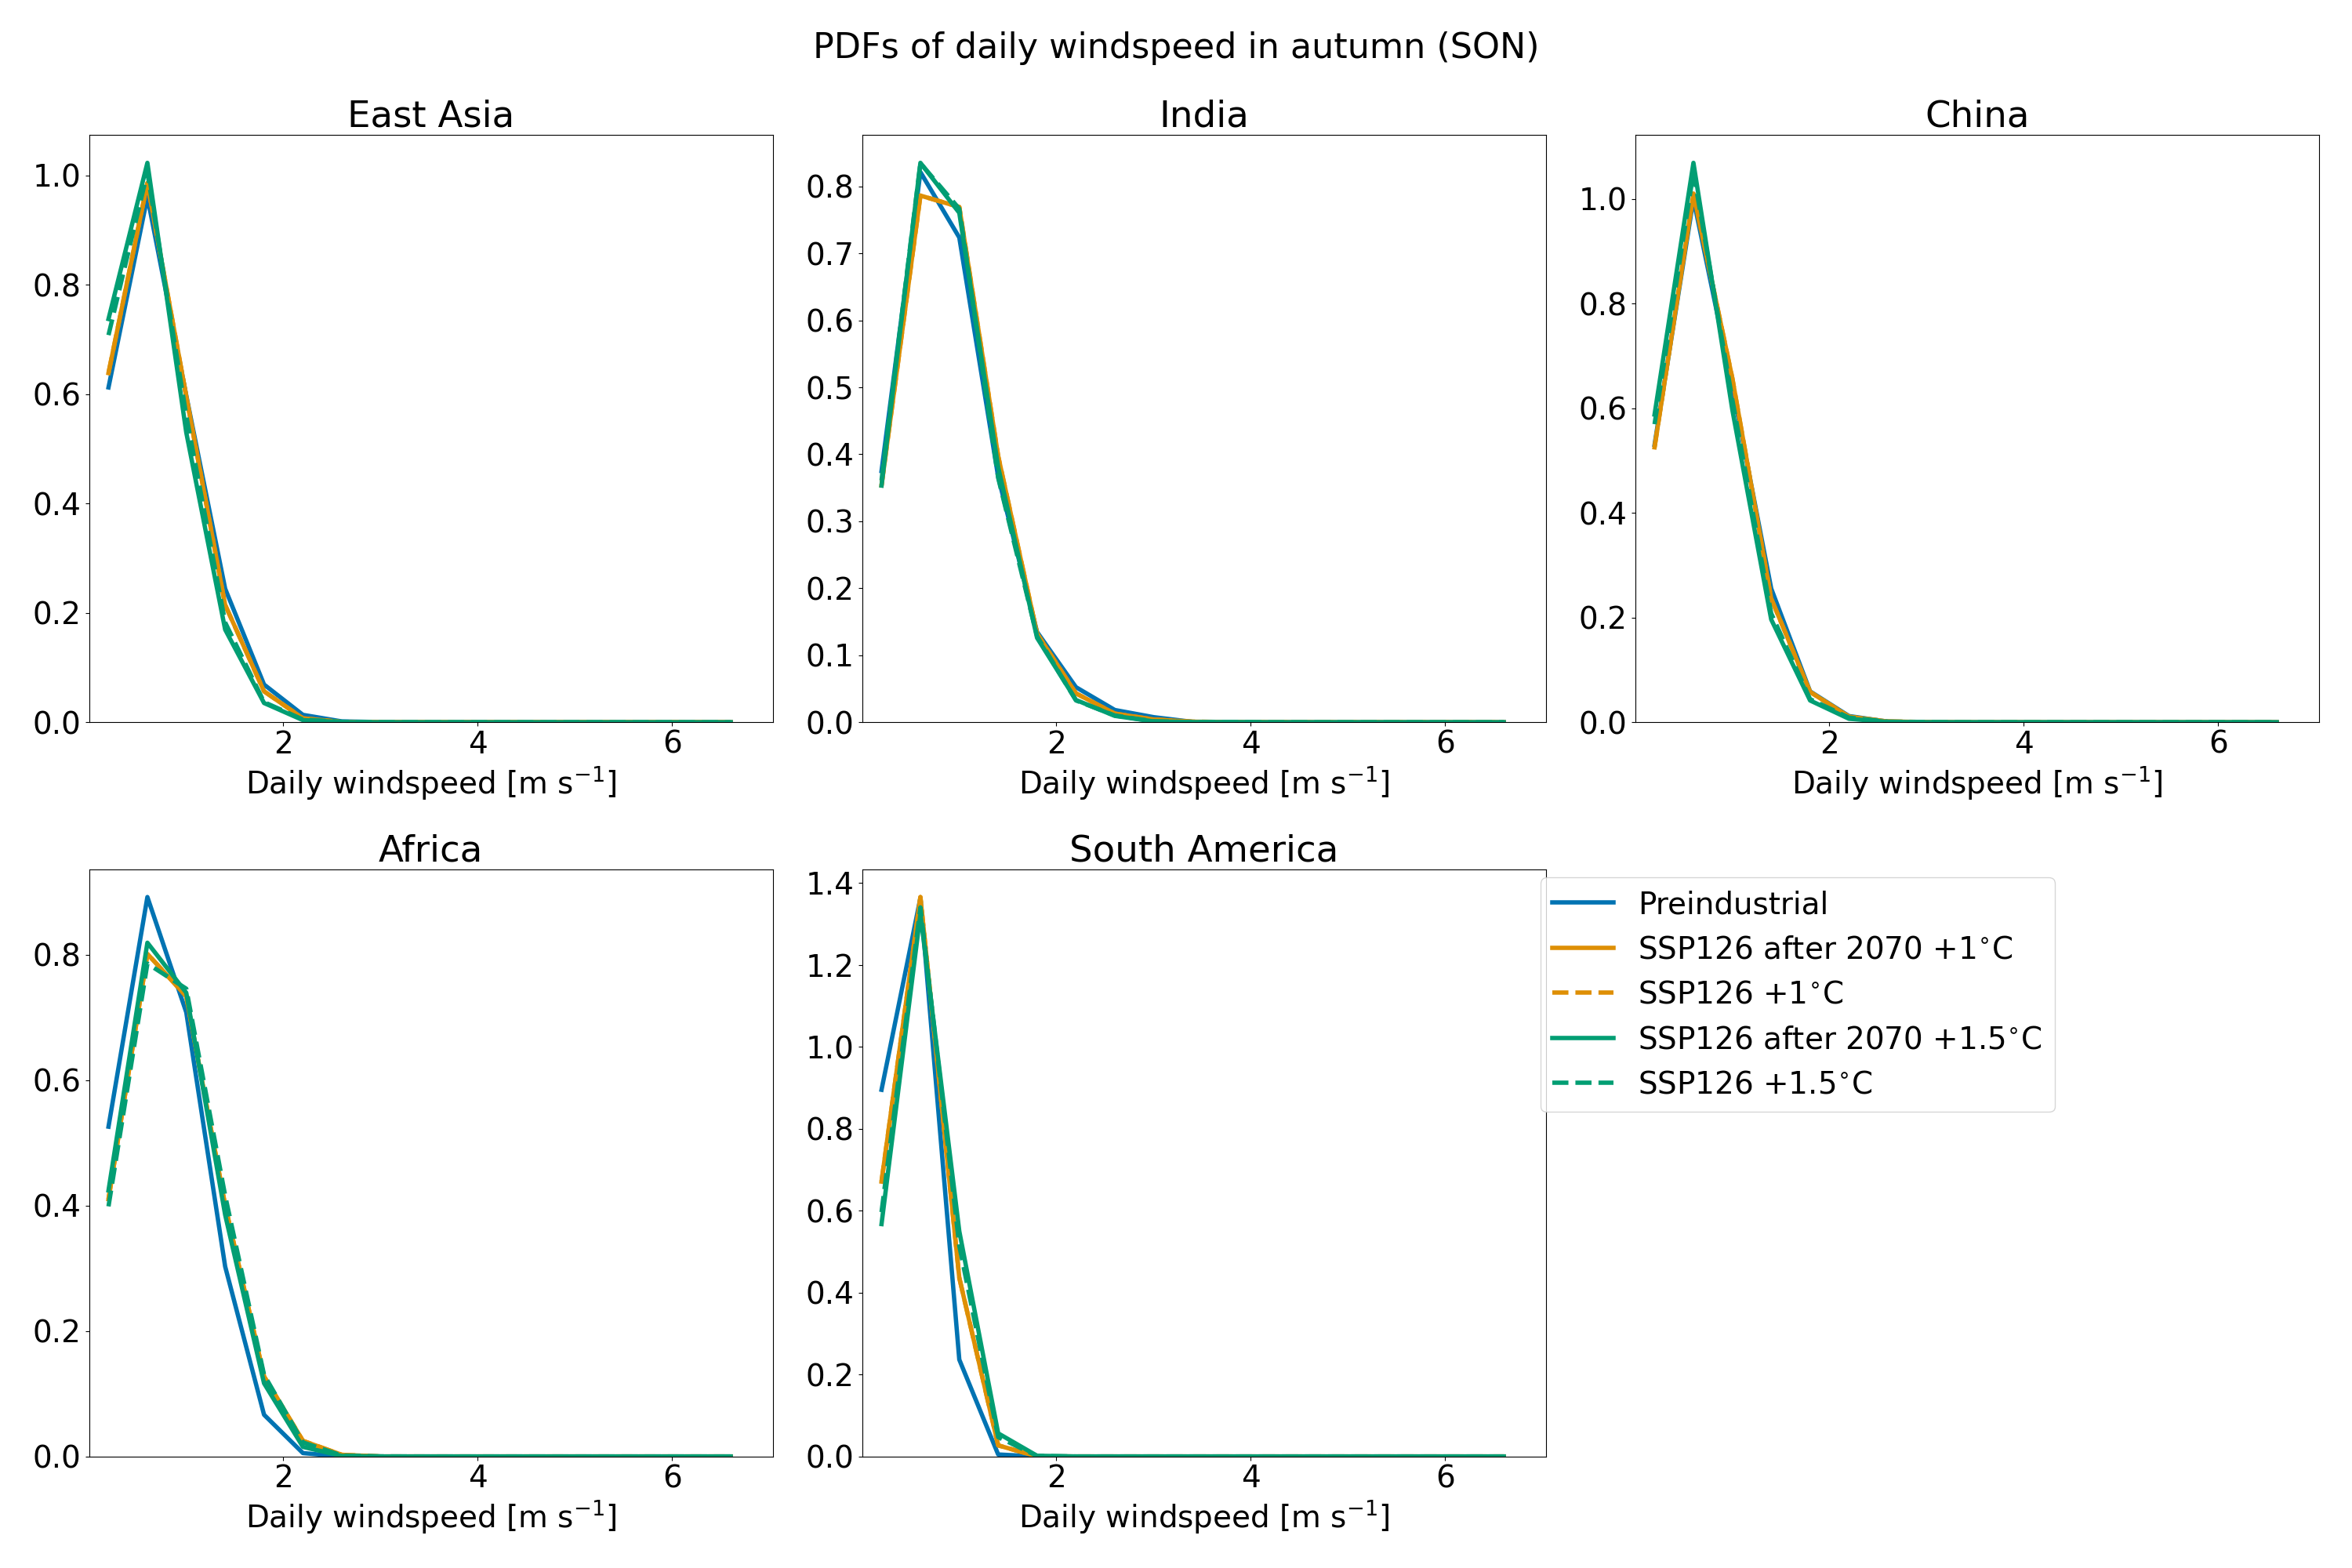 PDFs of daily windspeed in autumn (SON)
East Asia
1.0
0.8
0.6
0.4
0.2
0.0
2 4 6
Daily windspeed [m s⁻¹]
India
0.8
0.7
0.6
0.5
0.4
0.3
0.2
0.1
0.0
2 4 6
Daily windspeed [m s⁻¹]
China
1.0
0.8
0.6
0.4
0.2
0.0
2 4 6
Daily windspeed [m s⁻¹]
Africa
0.8
0.6
0.4
0.2
0.0
2 4 6
Daily windspeed [m s⁻¹]
South America
1.4
1.2
1.0
0.8
0.6
0.4
0.2
0.0
2 4 6
Daily windspeed [m s⁻¹]
Preindustrial
SSP126 after 2070 +1°C
SSP126 +1°C
SSP126 after 2070 +1.5°C
SSP126 +1.5°C